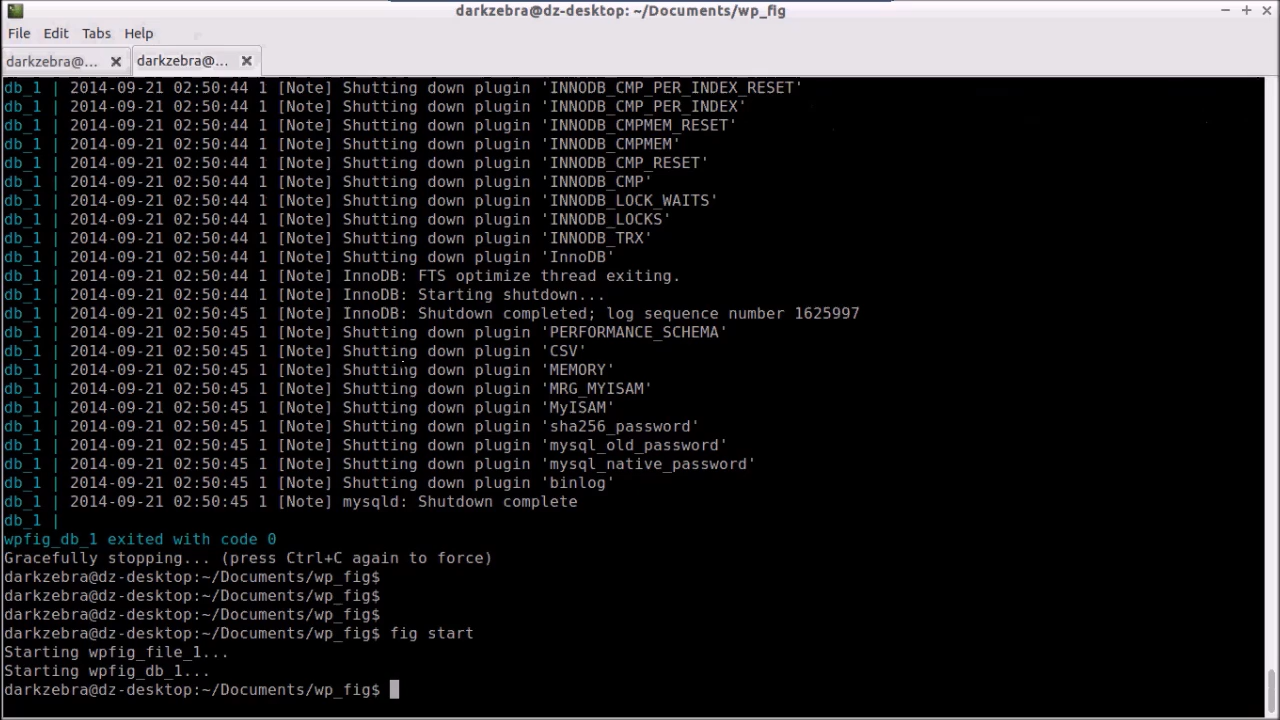 darkzebra@dz-desktop: ~/Documents/wp_fig
File Edit Tabs Help
darkzebra@... darkzebra@...
db_1 | 2014-09-21 02:50:44 1 [Note] Shutting down plugin 'INNODB_CMP_PER_INDEX_RESET'
db_1 | 2014-09-21 02:50:44 1 [Note] Shutting down plugin 'INNODB_CMP_PER_INDEX'
db_1 | 2014-09-21 02:50:44 1 [Note] Shutting down plugin 'INNODB_CMPMEM_RESET'
db_1 | 2014-09-21 02:50:44 1 [Note] Shutting down plugin 'INNODB_CMPMEM'
db_1 | 2014-09-21 02:50:44 1 [Note] Shutting down plugin 'INNODB_CMP_RESET'
db_1 | 2014-09-21 02:50:44 1 [Note] Shutting down plugin 'INNODB_CMP'
db_1 | 2014-09-21 02:50:44 1 [Note] Shutting down plugin 'INNODB_LOCK_WAITS'
db_1 | 2014-09-21 02:50:44 1 [Note] Shutting down plugin 'INNODB_LOCKS'
db_1 | 2014-09-21 02:50:44 1 [Note] Shutting down plugin 'INNODB_TRX'
db_1 | 2014-09-21 02:50:44 1 [Note] Shutting down plugin 'InnoDB'
db_1 | 2014-09-21 02:50:44 1 [Note] InnoDB: FTS optimize thread exiting.
db_1 | 2014-09-21 02:50:44 1 [Note] InnoDB: Starting shutdown...
db_1 | 2014-09-21 02:50:45 1 [Note] InnoDB: Shutdown completed; log sequence number 1625997
db_1 | 2014-09-21 02:50:45 1 [Note] Shutting down plugin 'PERFORMANCE_SCHEMA'
db_1 | 2014-09-21 02:50:45 1 [Note] Shutting down plugin 'CSV'
db_1 | 2014-09-21 02:50:45 1 [Note] Shutting down plugin 'MEMORY'
db_1 | 2014-09-21 02:50:45 1 [Note] Shutting down plugin 'MRG_MYISAM'
db_1 | 2014-09-21 02:50:45 1 [Note] Shutting down plugin 'MyISAM'
db_1 | 2014-09-21 02:50:45 1 [Note] Shutting down plugin 'sha256_password'
db_1 | 2014-09-21 02:50:45 1 [Note] Shutting down plugin 'mysql_old_password'
db_1 | 2014-09-21 02:50:45 1 [Note] Shutting down plugin 'mysql_native_password'
db_1 | 2014-09-21 02:50:45 1 [Note] Shutting down plugin 'binlog'
db_1 | 2014-09-21 02:50:45 1 [Note] mysqld: Shutdown complete
db_1 |
wpfig_db_1 exited with code 0
Gracefully stopping... (press Ctrl+C again to force)
darkzebra@dz-desktop:~/Documents/wp_fig$
darkzebra@dz-desktop:~/Documents/wp_fig$
darkzebra@dz-desktop:~/Documents/wp_fig$
darkzebra@dz-desktop:~/Documents/wp_fig$ fig start
Starting wpfig_file_1...
Starting wpfig_db_1...
darkzebra@dz-desktop:~/Documents/wp_fig$